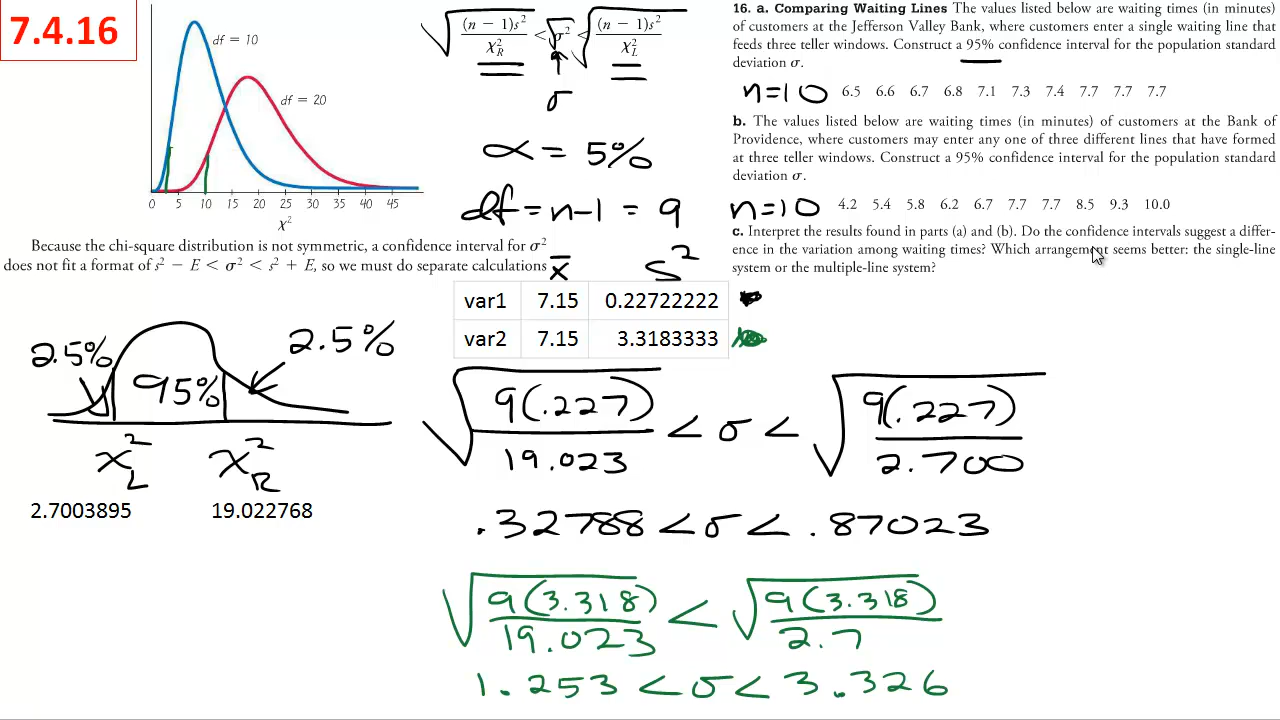 7.4.16
df = 10
df = 20
0 5 10 15 20 25 30 35 40 45
χ²
Because the chi-square distribution is not symmetric, a confidence interval for σ²
does not fit a format of s² − E < σ² < s² + E, so we must do separate calculations
√((n − 1)s² / χ²R) < √σ² < √((n − 1)s² / χ²L)
σ
α = 5%
df = n-1 = 9
x̄ s²
var1 7.15 0.22722222
var2 7.15 3.3183333
16. a. Comparing Waiting Lines The values listed below are waiting times (in minutes)
of customers at the Jefferson Valley Bank, where customers enter a single waiting line that
feeds three teller windows. Construct a 95% confidence interval for the population standard
deviation σ.
n=10 6.5 6.6 6.7 6.8 7.1 7.3 7.4 7.7 7.7 7.7
b. The values listed below are waiting times (in minutes) of customers at the Bank of
Providence, where customers may enter any one of three different lines that have formed
at three teller windows. Construct a 95% confidence interval for the population standard
deviation σ.
n=10 4.2 5.4 5.8 6.2 6.7 7.7 7.7 8.5 9.3 10.0
c. Interpret the results found in parts (a) and (b). Do the confidence intervals suggest a differ-
ence in the variation among waiting times? Which arrangement seems better: the single-line
system or the multiple-line system?
2.5% 95% 2.5%
χ²L χ²R
2.7003895 19.022768
√(9(.227) / 19.023) < σ < √(9(.227) / 2.700)
.32788 < σ < .87023
√(9(3.318) / 19.023) < √(9(3.318) / 2.7)
1.253 < σ < 3.326